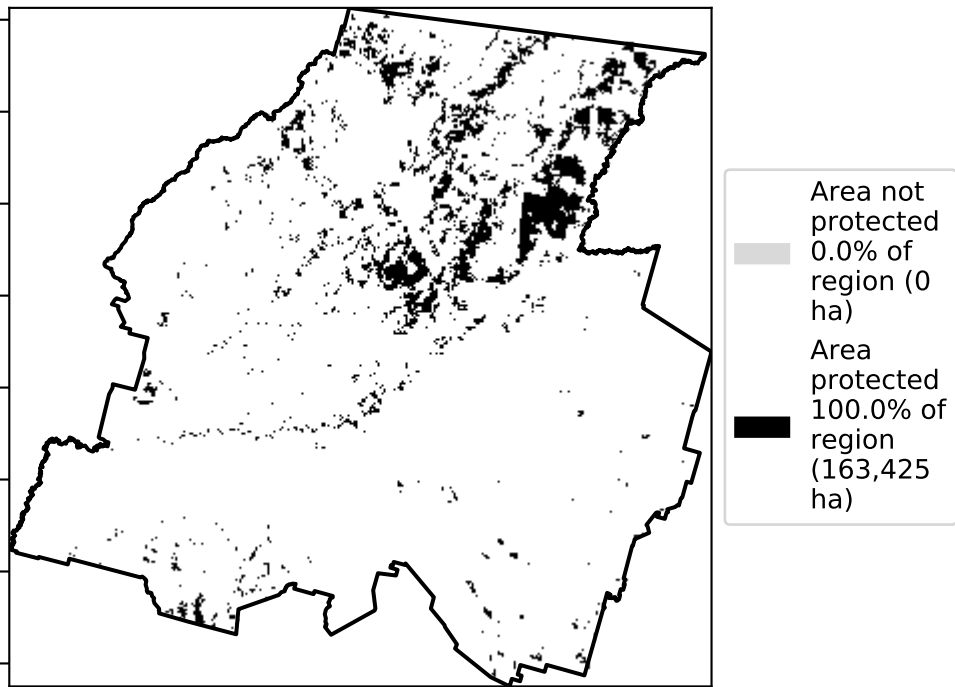 Area not
protected
0.0% of
region (0
ha)
Area
protected
100.0% of
region
(163,425
ha)